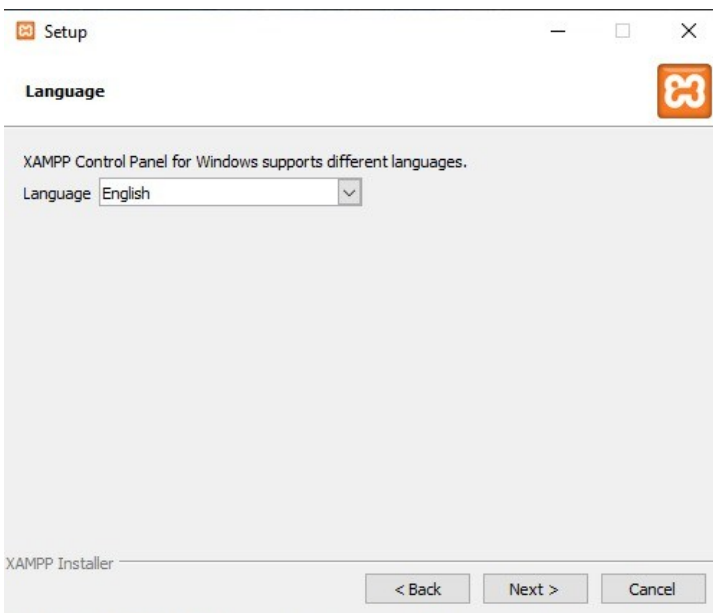 Setup
Language
XAMPP Control Panel for Windows supports different languages.
Language English
XAMPP Installer
< Back Next > Cancel